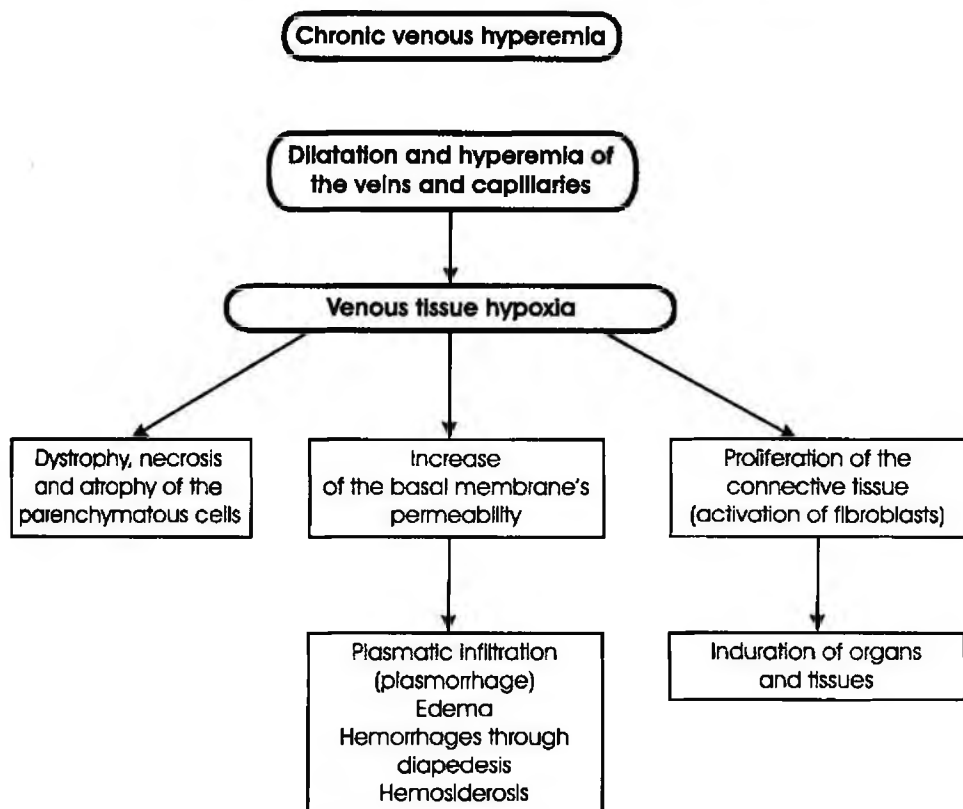 Chronic venous hyperemia
Dilatation and hyperemia of
the veins and capillaries
Venous tissue hypoxia
Dystrophy, necrosis
and atrophy of the
parenchymatous cells
Increase
of the basal membrane's
permeability
Proliferation of the
connective tissue
(activation of fibroblasts)
Plasmatic infiltration
(plasmorrhage)
Edema
Hemorrhages through
diapedesis
Hemosiderosis
Induration of organs
and tissues